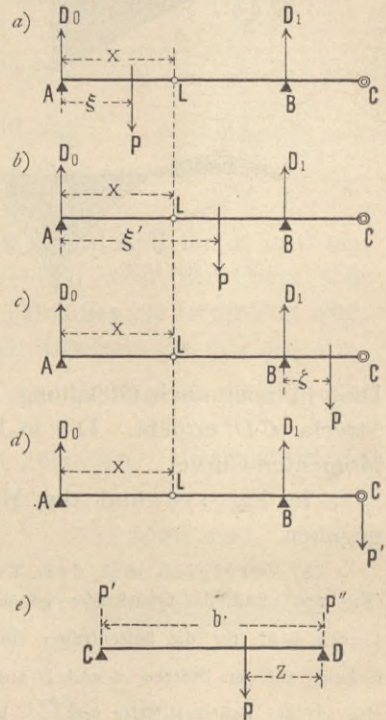 a) D₀ D₁
x
A ξ L B C
P
b) D₀ D₁
x
A L B C
ξ'
P
c) D₀ D₁
x
A L B ζ C
P
d) D₀ D₁
x
A L B C
P'
e) P' P"
b'
C D
z
P